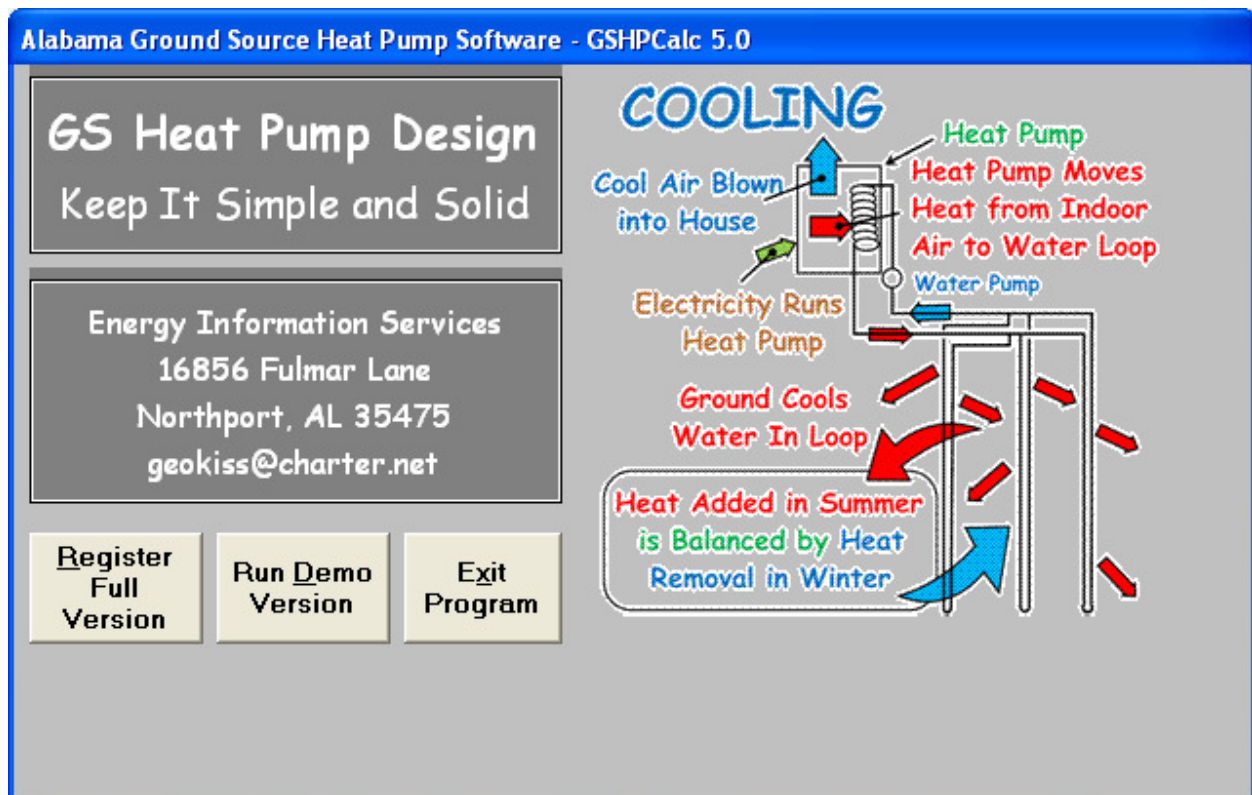 Alabama Ground Source Heat Pump Software - GSHPCalc 5.0
GS Heat Pump Design
Keep It Simple and Solid
Energy Information Services
16856 Fulmar Lane
Northport, AL 35475
geokiss@charter.net
Register
Full
Version
Run Demo
Version
Exit
Program
COOLING
Heat Pump
Cool Air Blown
into House
Heat Pump Moves
Heat from Indoor
Air to Water Loop
Water Pump
Electricity Runs
Heat Pump
Ground Cools
Water In Loop
Heat Added in Summer
is Balanced by Heat
Removal in Winter